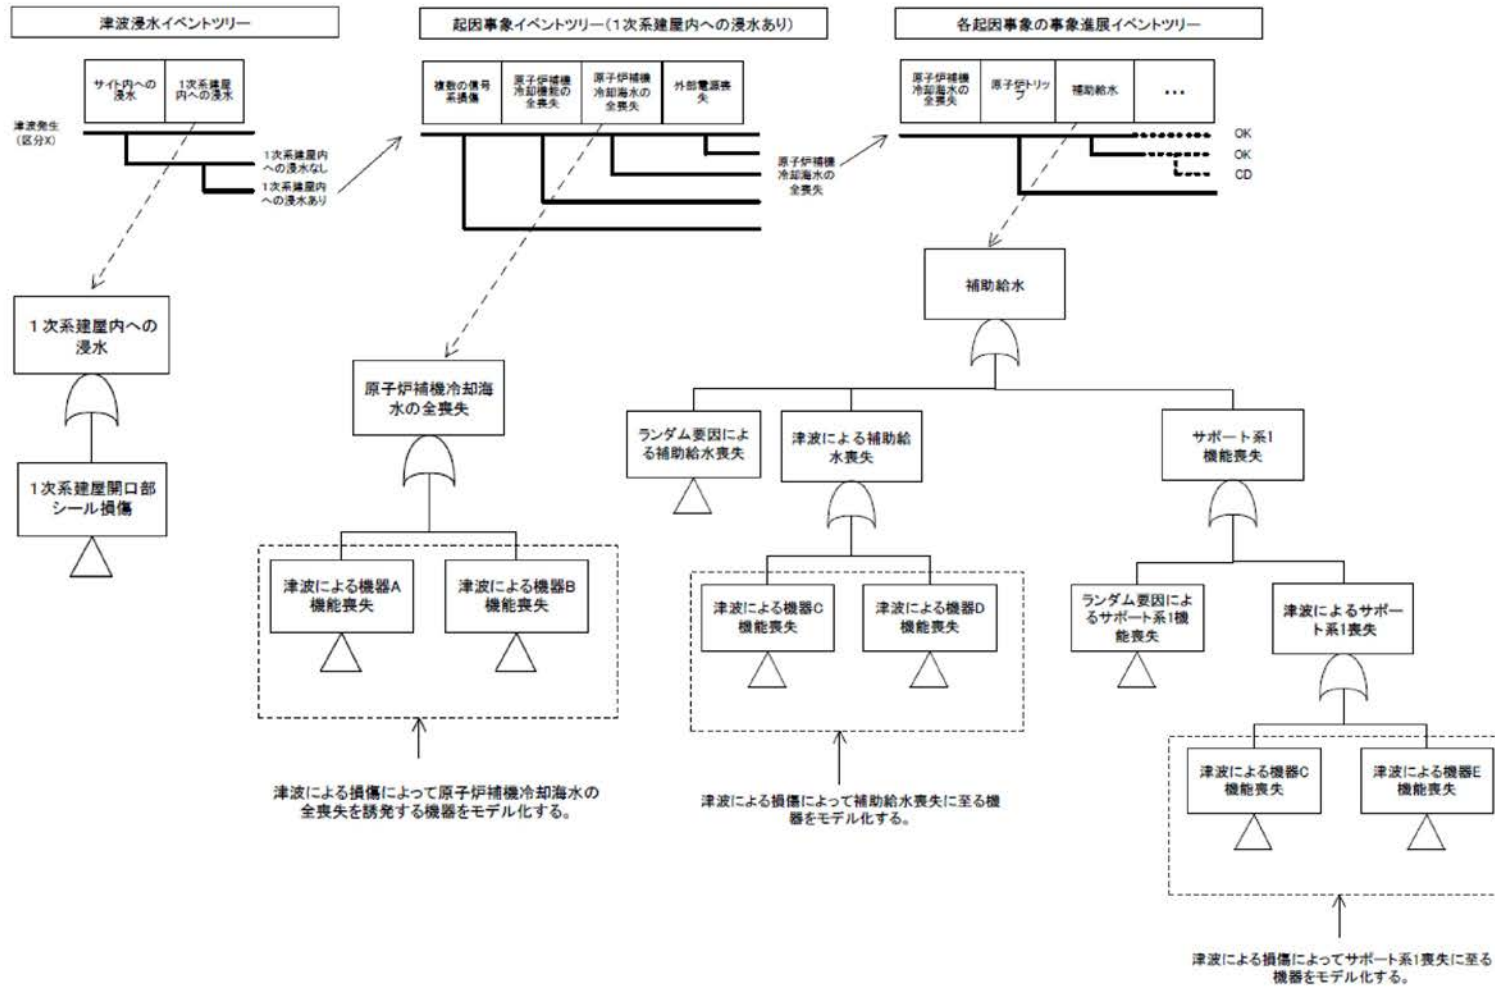 津波浸水イベントツリー
起因事象イベントツリー(1次系建屋内への浸水あり)
各起因事象の事象進展イベントツリー
サイト内への
浸水
1次系建屋
内への浸水
複数の信号
系損傷
原子炉補機
冷却機能の
全喪失
原子炉補機
冷却海水の
全喪失
外部電源喪
失
原子炉補機
冷却海水の
全喪失
原子炉トリッ
プ
補助給水
・・・
津波発生
(区分X)
1次系建屋内
への浸水なし
1次系建屋内
への浸水あり
原子炉補機
冷却海水の
全喪失
OK
OK
CD
1次系建屋内への
浸水
1次系建屋開口部
シール損傷
原子炉補機冷却海
水の全喪失
津波による機器A
機能喪失
津波による機器B
機能喪失
津波による損傷によって原子炉補機冷却海水の
全喪失を誘発する機器をモデル化する。
補助給水
ランダム要因によ
る補助給水喪失
津波による補助給
水喪失
サポート系1
機能喪失
津波による機器C
機能喪失
津波による機器D
機能喪失
津波による損傷によって補助給水喪失に至る機
器をモデル化する。
ランダム要因によ
るサポート系1機
能喪失
津波によるサポー
ト系1喪失
津波による機器C
機能喪失
津波による機器E
機能喪失
津波による損傷によってサポート系1喪失に至る
機器をモデル化する。